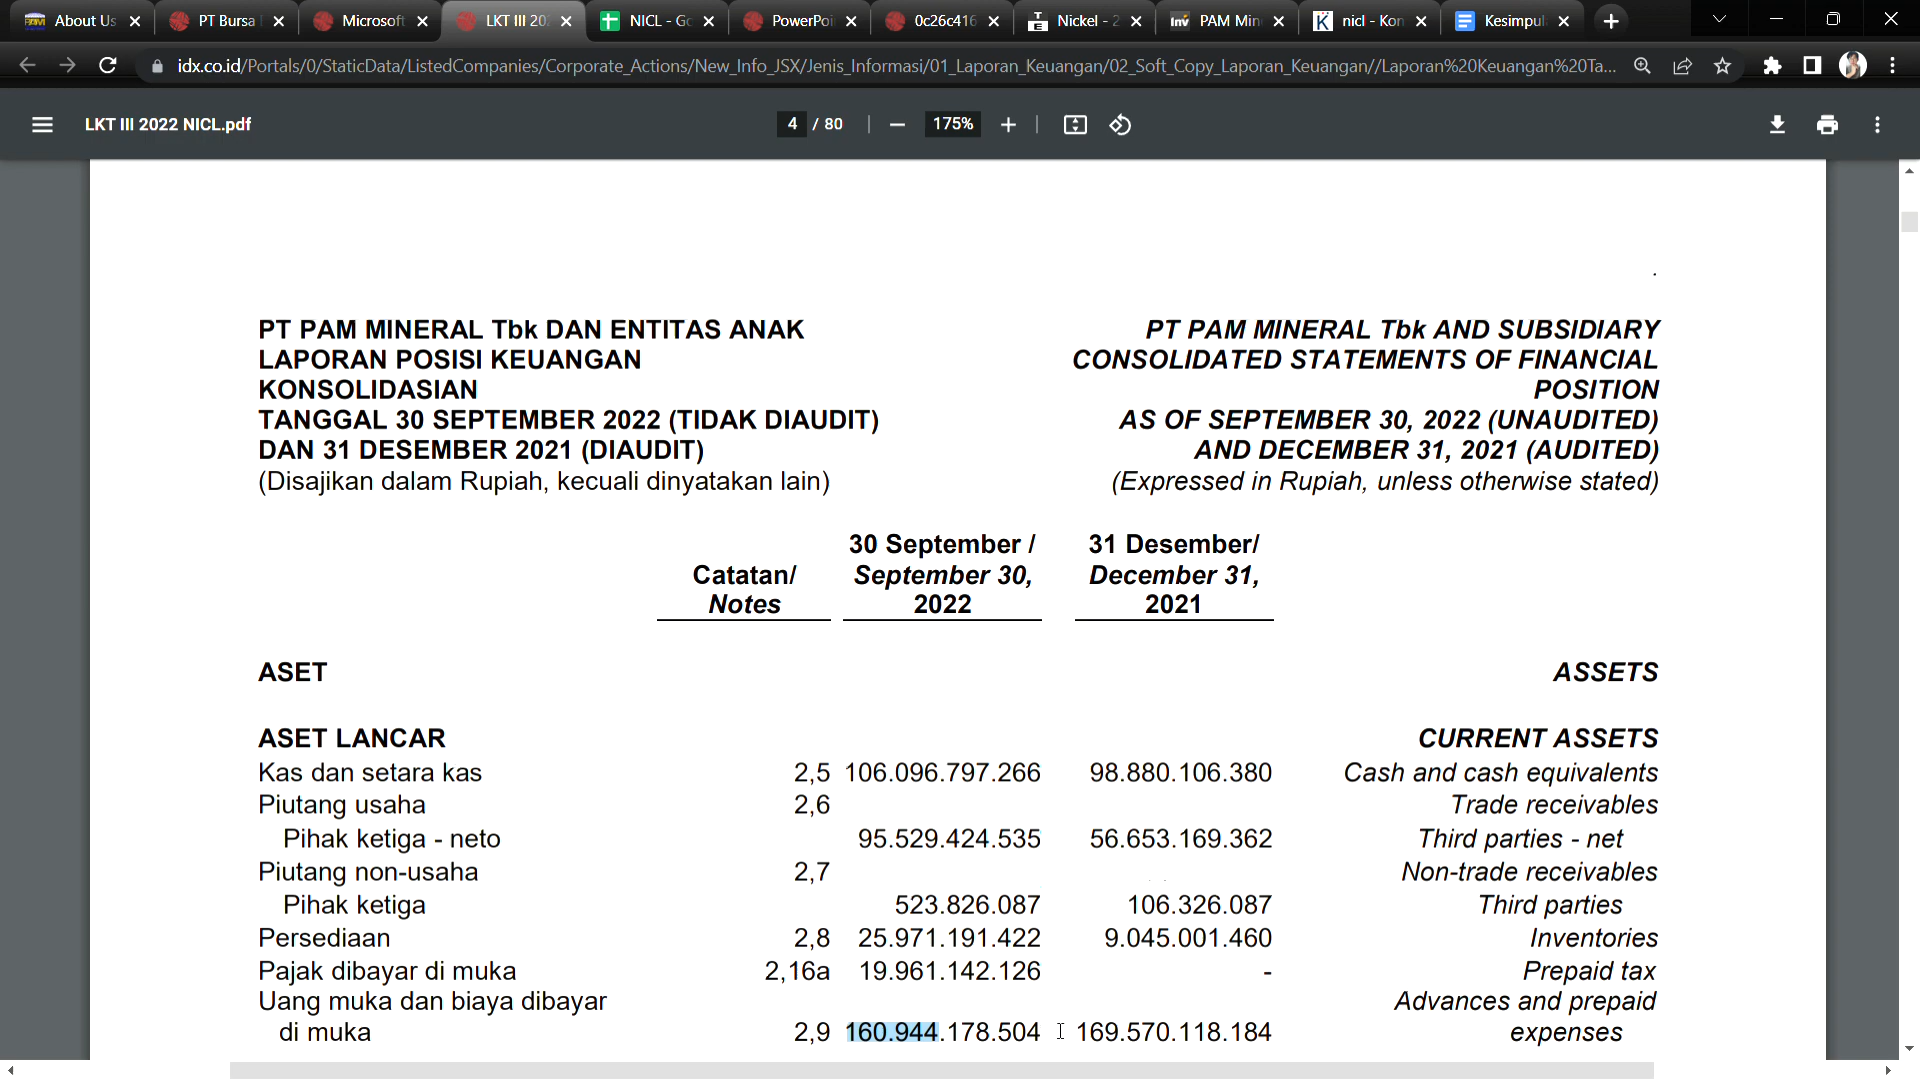 About Us
PT Bursa
Microsoft
LKT III 202
NICL - Go
PowerPoi
0c26c416
Nickel - 2
PAM Min
nicl - Kon
Kesimpul
idx.co.id/Portals/0/StaticData/ListedCompanies/Corporate_Actions/New_Info_JSX/Jenis_Informasi/01_Laporan_Keuangan/02_Soft_Copy_Laporan_Keuangan//Laporan%20Keuangan%20Ta...
LKT III 2022 NICL.pdf
4 / 80
175%
PT PAM MINERAL Tbk DAN ENTITAS ANAK
LAPORAN POSISI KEUANGAN
KONSOLIDASIAN
TANGGAL 30 SEPTEMBER 2022 (TIDAK DIAUDIT)
DAN 31 DESEMBER 2021 (DIAUDIT)
(Disajikan dalam Rupiah, kecuali dinyatakan lain)
PT PAM MINERAL Tbk AND SUBSIDIARY
CONSOLIDATED STATEMENTS OF FINANCIAL
POSITION
AS OF SEPTEMBER 30, 2022 (UNAUDITED)
AND DECEMBER 31, 2021 (AUDITED)
(Expressed in Rupiah, unless otherwise stated)
Catatan/
Notes
30 September /
September 30,
2022
31 Desember/
December 31,
2021
ASET ASSETS
ASET LANCAR CURRENT ASSETS
Kas dan setara kas 2,5 106.096.797.266 98.880.106.380 Cash and cash equivalents
Piutang usaha 2,6 Trade receivables
Pihak ketiga - neto 95.529.424.535 56.653.169.362 Third parties - net
Piutang non-usaha 2,7 Non-trade receivables
Pihak ketiga 523.826.087 106.326.087 Third parties
Persediaan 2,8 25.971.191.422 9.045.001.460 Inventories
Pajak dibayar di muka 2,16a 19.961.142.126 - Prepaid tax
Uang muka dan biaya dibayar Advances and prepaid
di muka 2,9 160.944.178.504 169.570.118.184 expenses